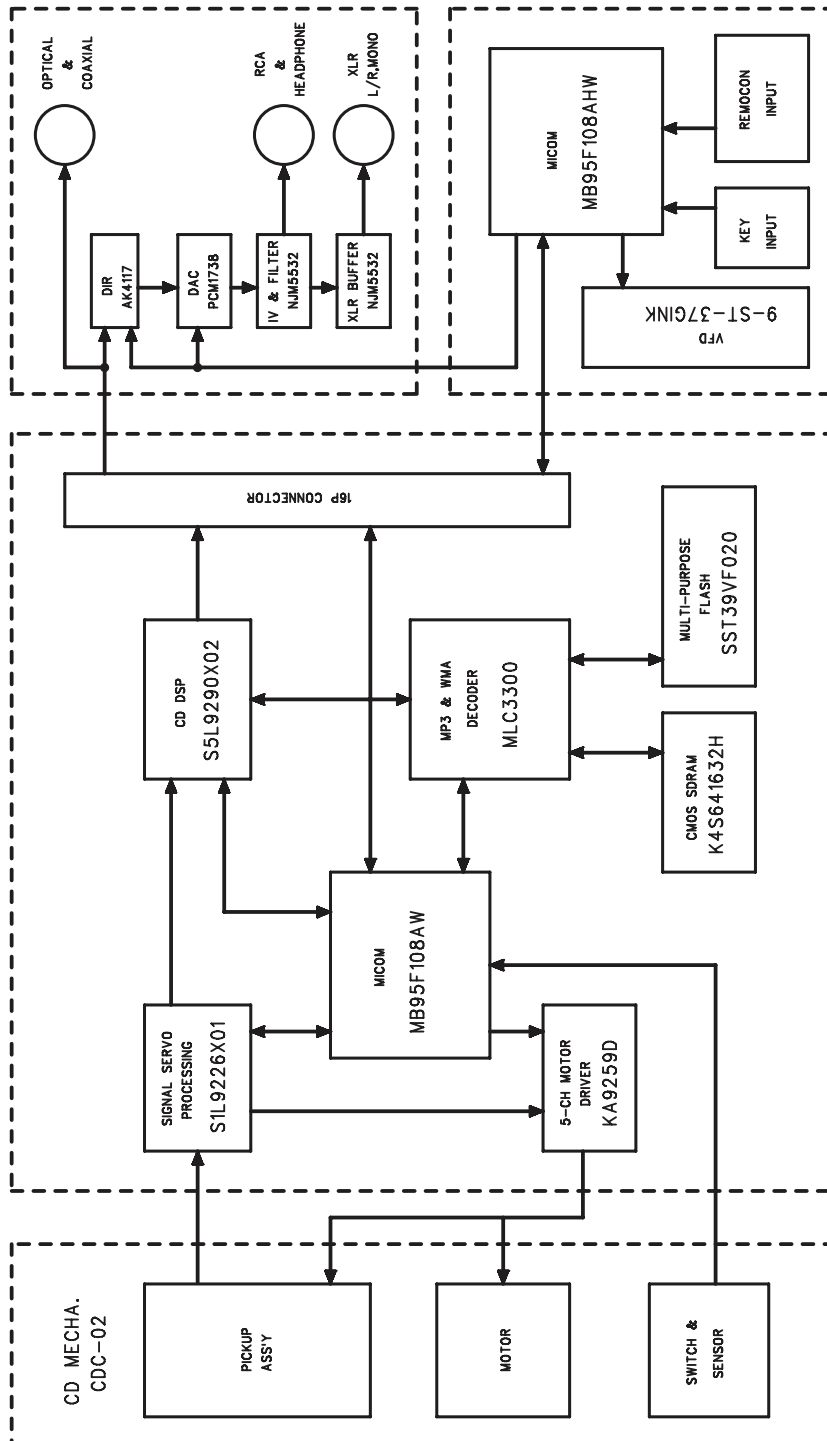 CD MECHA.
CDC-02
PICKUP
ASS'Y
MOTOR
SWITCH &
SENSOR
SIGNAL SERVO
PROCESSING
S1L9226X01
5-CH MOTOR
DRIVER
KA9259D
MICOM
MB95F108AW
CD DSP
S5L9290X02
MP3 & WMA
DECODER
MLC3300
CMOS SDRAM
K4S641632H
MULTI-PURPOSE
FLASH
SST39VF020
16P CONNECTOR
DIR
AK4117
DAC
PCM1738
IV & FILTER
NJM5532
XLR BUFFER
NJM5532
OPTICAL
&
COAXIAL
RCA
&
HEADPHONE
XLR
L/R,MONO
VFD
9-ST-37GINK
MICOM
MB95F108AHW
KEY
INPUT
REMOCON
INPUT